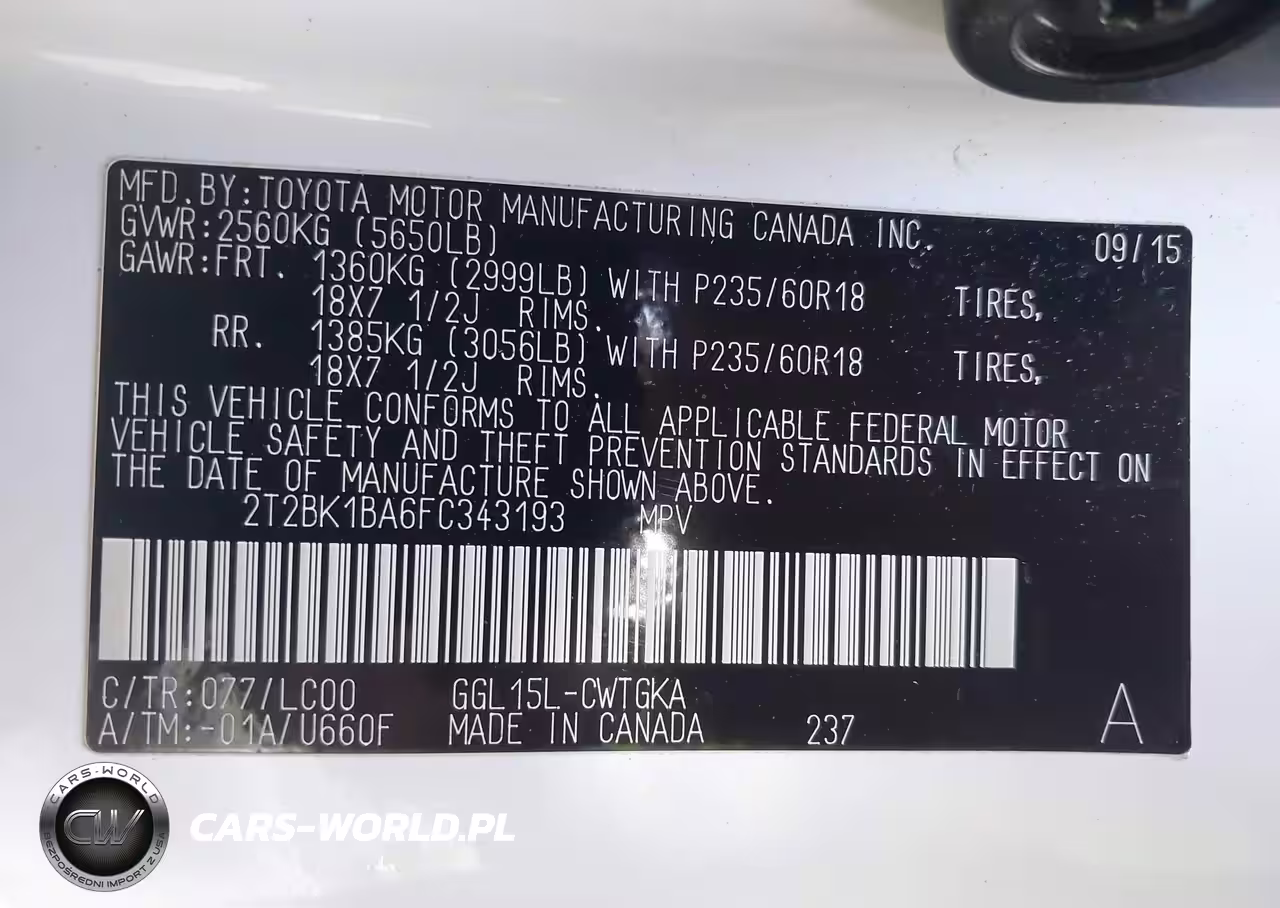 MFD.BY:TOYOTA MOTOR MANUFACTURING CANADA INC.
GVWR:2560KG (5650LB) 09/15
GAWR:FRT. 1360KG (2999LB) WITH P235/60R18 TIRES,
18X7 1/2J RIMS.
RR. 1385KG (3056LB) WITH P235/60R18 TIRES,
18X7 1/2J RIMS.
THIS VEHICLE CONFORMS TO ALL APPLICABLE FEDERAL MOTOR
VEHICLE SAFETY AND THEFT PREVENTION STANDARDS IN EFFECT ON
THE DATE OF MANUFACTURE SHOWN ABOVE.
2T2BK1BA6FC343193 MPV
C/TR:077/LC00 GGL15L-CWTGKA
A/TM:-01A/U660F MADE IN CANADA 237 A
CARS-WORLD
CW
BEZPOŚREDNI IMPORT Z USA
CARS-WORLD.PL